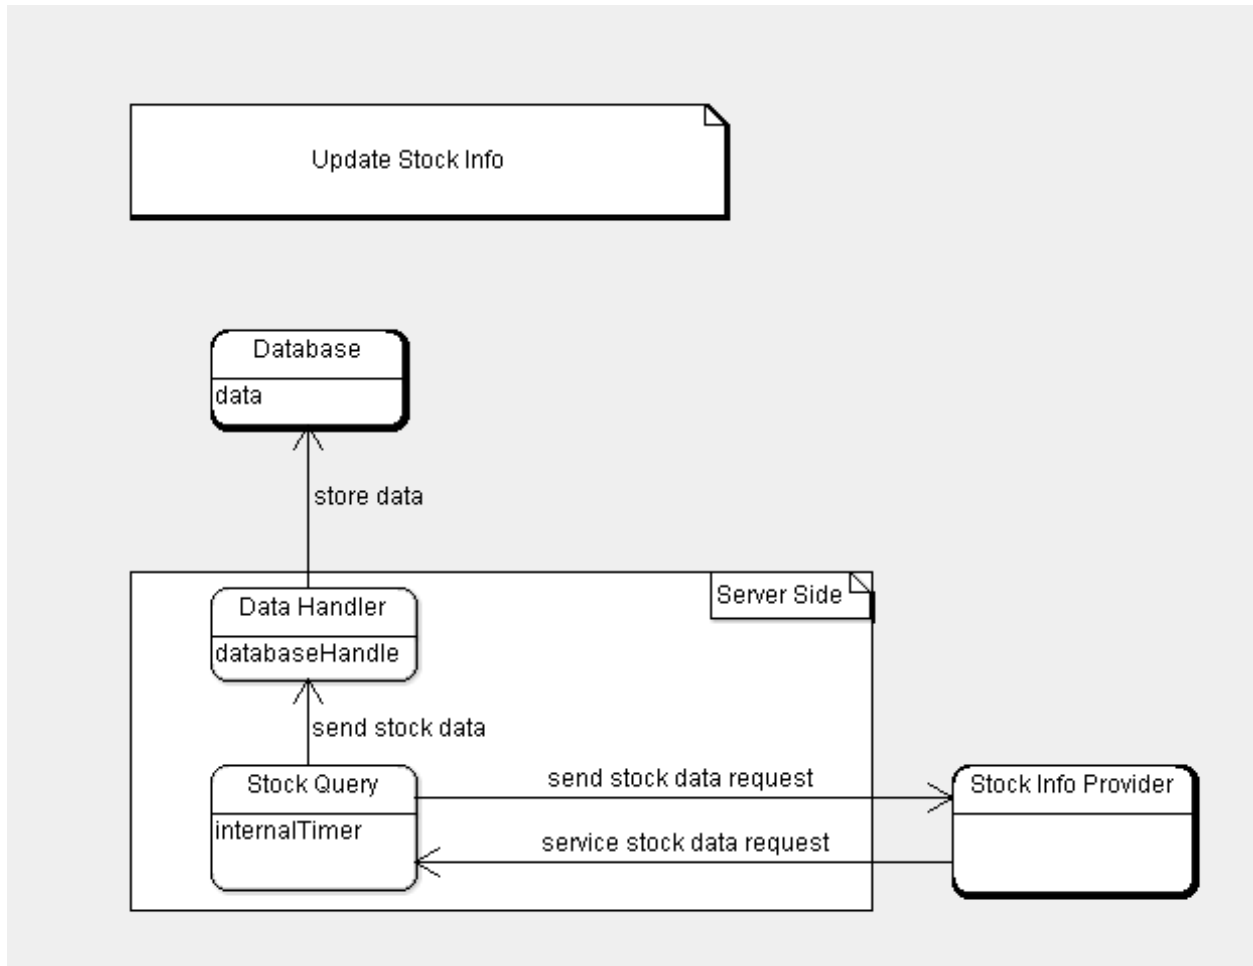 Update Stock Info
Database
data
store data
Server Side
Data Handler
databaseHandle
send stock data
Stock Query
internalTimer
send stock data request
service stock data request
Stock Info Provider